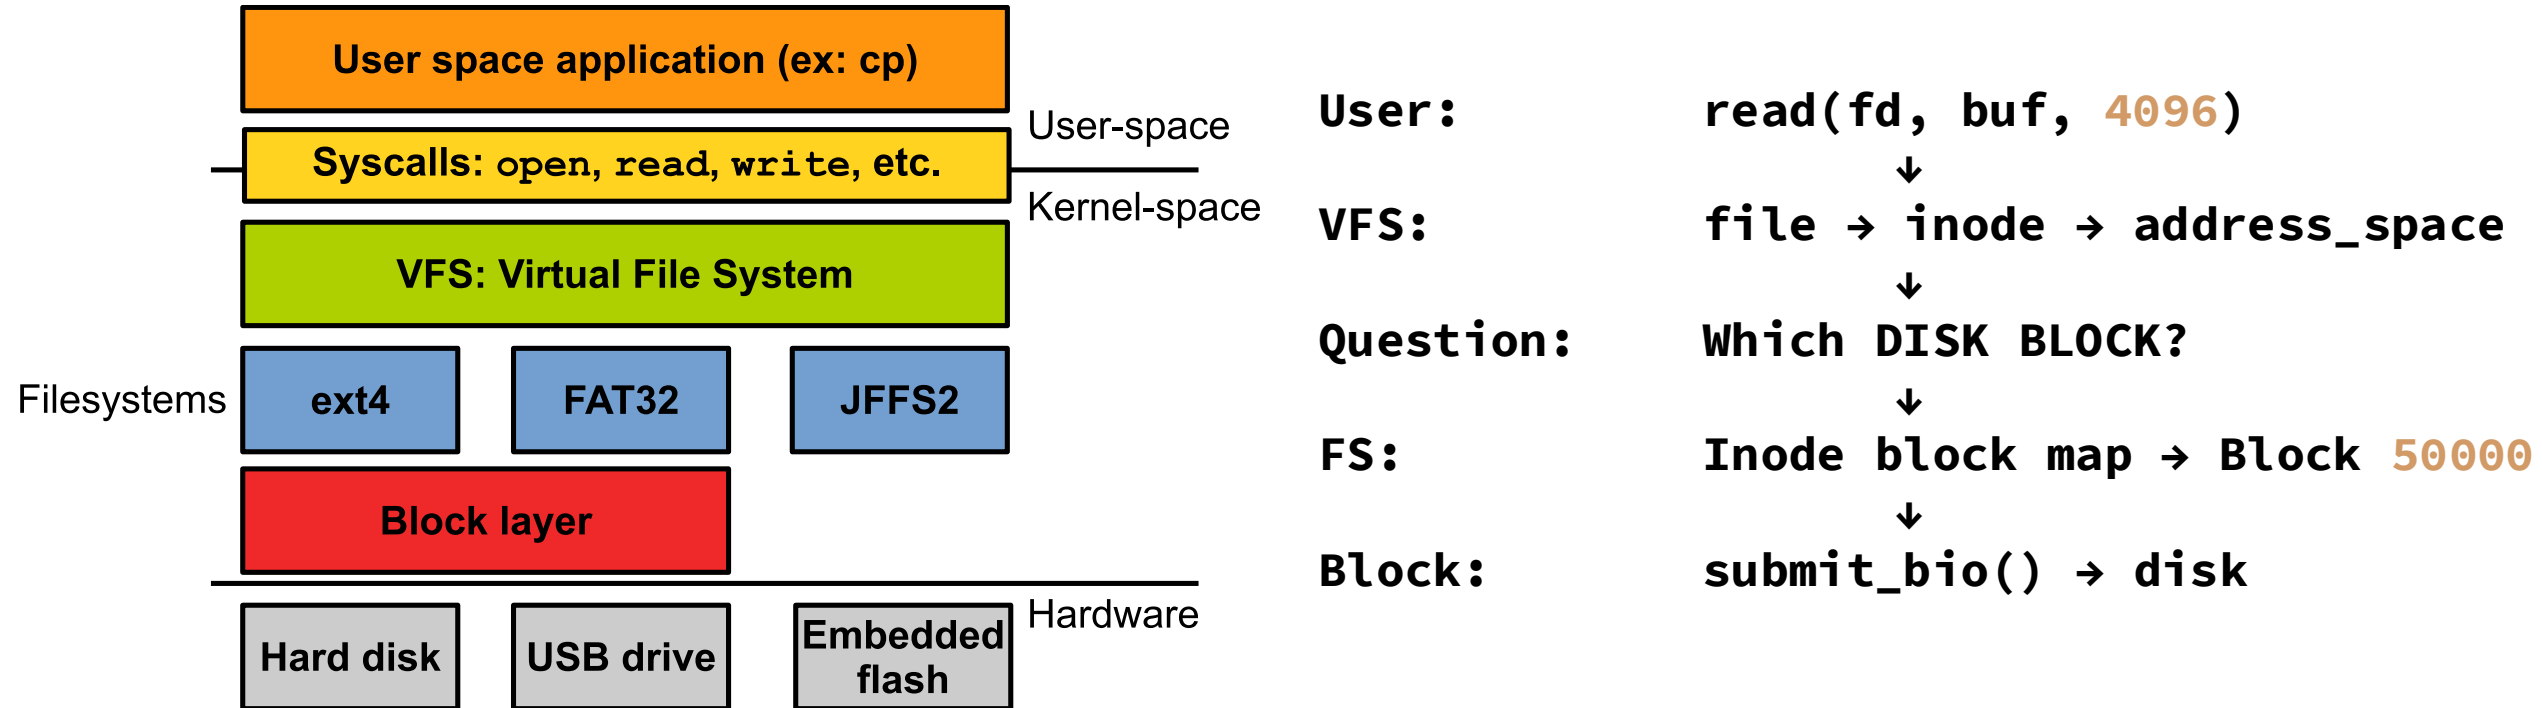 User space application (ex: cp)
User-space
Syscalls: open, read, write, etc.
Kernel-space
VFS: Virtual File System
Filesystems
ext4
FAT32
JFFS2
Block layer
Hardware
Hard disk
USB drive
Embedded
flash
User: read(fd, buf, 4096)
↓
VFS: file → inode → address_space
↓
Question: Which DISK BLOCK?
↓
FS: Inode block map → Block 50000
↓
Block: submit_bio() → disk